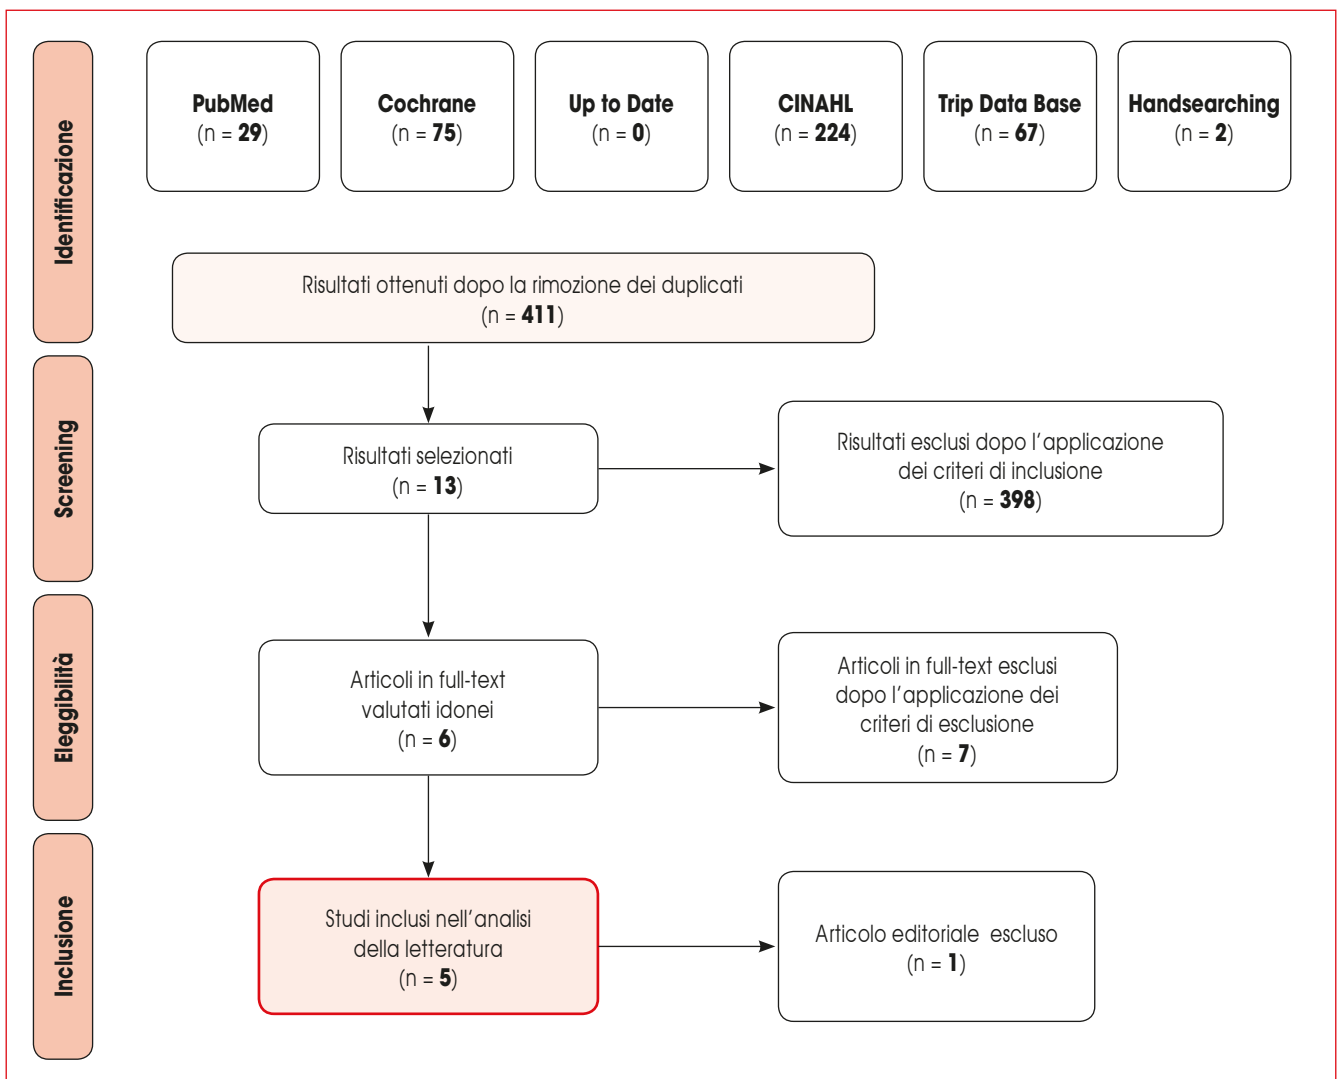 Identificazione
PubMed
(n = 29)
Cochrane
(n = 75)
Up to Date
(n = 0)
CINAHL
(n = 224)
Trip Data Base
(n = 67)
Handsearching
(n = 2)
Risultati ottenuti dopo la rimozione dei duplicati
(n = 411)
Screening
Risultati selezionati
(n = 13)
Risultati esclusi dopo l'applicazione
dei criteri di inclusione
(n = 398)
Eleggibilità
Articoli in full-text
valutati idonei
(n = 6)
Articoli in full-text esclusi
dopo l'applicazione dei
criteri di esclusione
(n = 7)
Inclusione
Studi inclusi nell'analisi
della letteratura
(n = 5)
Articolo editoriale escluso
(n = 1)